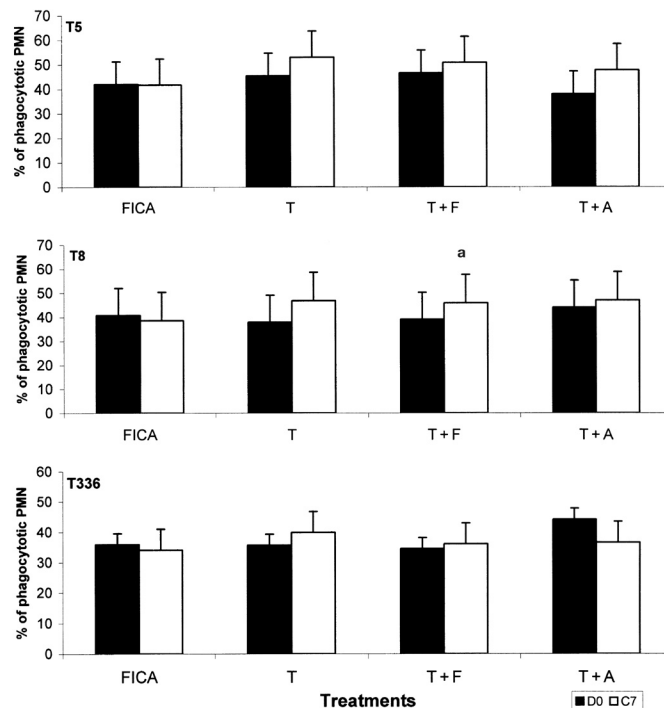 T5
% of phagocytotic PMN
70
60
50
40
30
20
10
0
FICA T T + F T + A
T8
a
% of phagocytotic PMN
70
60
50
40
30
20
10
0
FICA T T + F T + A
T336
% of phagocytotic PMN
60
50
40
30
20
10
0
FICA T T + F T + A
Treatments
D0 C7